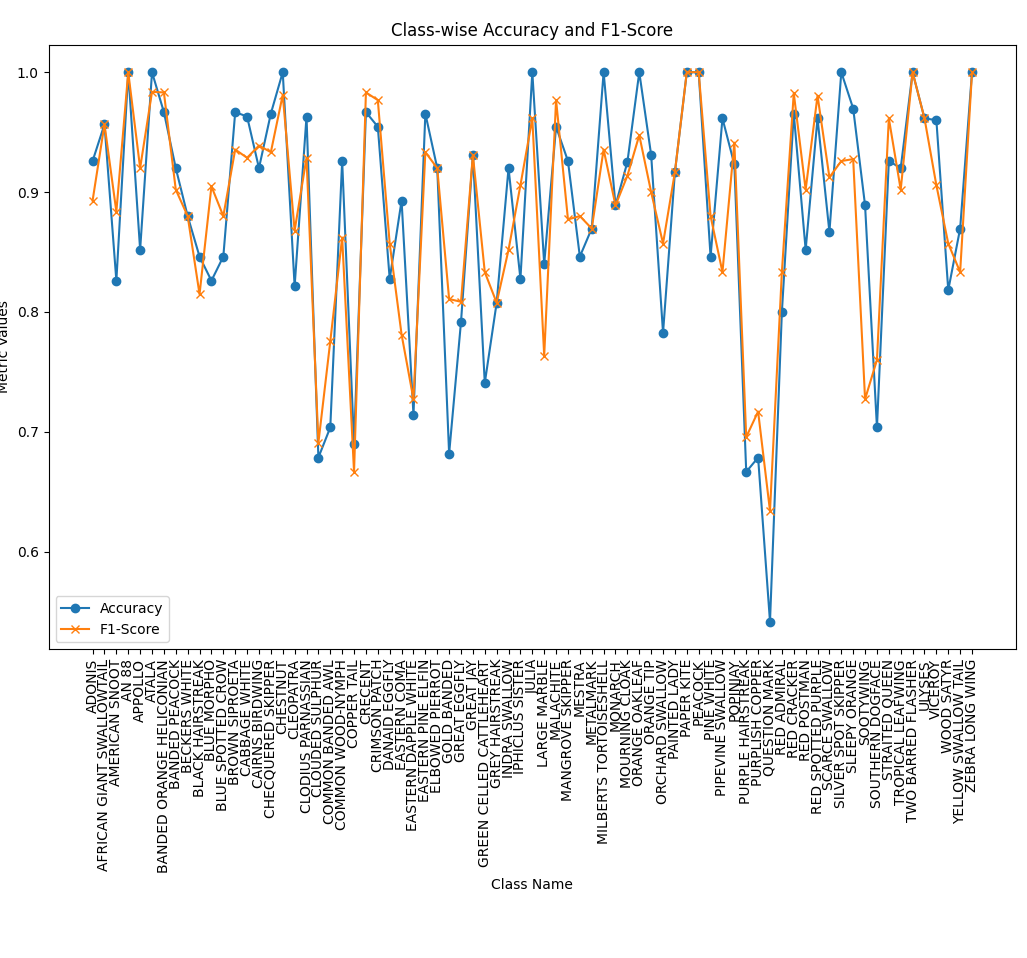 Class-wise Accuracy and F1-Score
Metric Values
1.0
0.9
0.8
0.7
0.6
Accuracy
F1-Score
ADONIS
AFRICAN GIANT SWALLOWTAIL
AMERICAN SNOOT
AN 88
APPOLLO
ATALA
BANDED ORANGE HELICONIAN
BANDED PEACOCK
BECKERS WHITE
BLACK HAIRSTREAK
BLUE MORPHO
BLUE SPOTTED CROW
BROWN SIPROETA
CABBAGE WHITE
CAIRNS BIRDWING
CHECQUERED SKIPPER
CHESTNUT
CLEOPATRA
CLODIUS PARNASSIAN
CLOUDED SULPHUR
COMMON BANDED AWL
COMMON WOOD-NYMPH
COPPER TAIL
CRECENT
CRIMSON PATCH
DANAID EGGFLY
EASTERN COMA
EASTERN DAPPLE WHITE
EASTERN PINE ELFIN
ELBOWED PIERROT
GOLD BANDED
GREAT EGGFLY
GREAT JAY
GREEN CELLED CATTLEHEART
GREY HAIRSTREAK
INDRA SWALLOW
IPHICLUS SISTER
JULIA
LARGE MARBLE
MALACHITE
MANGROVE SKIPPER
MESTRA
METALMARK
MILBERTS TORTOISESHELL
MONARCH
MOURNING CLOAK
ORANGE OAKLEAF
ORANGE TIP
ORCHARD SWALLOW
PAINTED LADY
PAPER KITE
PEACOCK
PINE WHITE
PIPEVINE SWALLOW
POPINJAY
PURPLE HAIRSTREAK
PURPLISH COPPER
QUESTION MARK
RED ADMIRAL
RED CRACKER
RED POSTMAN
RED SPOTTED PURPLE
SCARCE SWALLOW
SILVER SPOT SKIPPER
SLEEPY ORANGE
SOOTYWING
SOUTHERN DOGFACE
STRAITED QUEEN
TROPICAL LEAFWING
TWO BARRED FLASHER
ULYSES
VICEROY
WOOD SATYR
YELLOW SWALLOW TAIL
ZEBRA LONG WING
Class Name